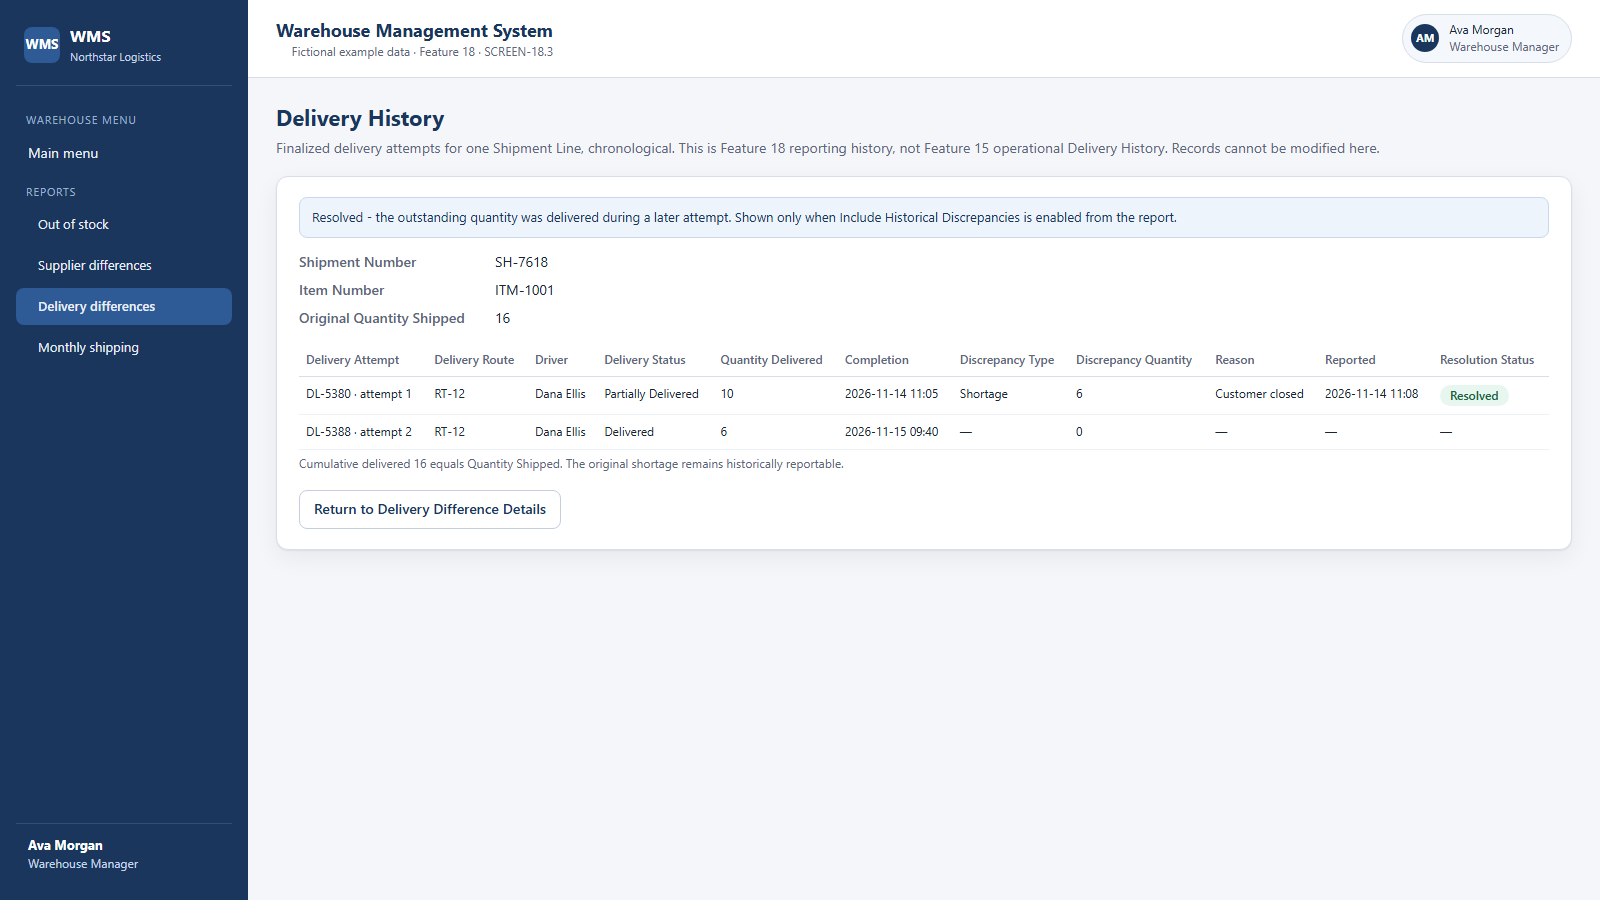 WMS
WMS
Northstar Logistics
WAREHOUSE MENU
Main menu
REPORTS
Out of stock
Supplier differences
Delivery differences
Monthly shipping
Ava Morgan
Warehouse Manager
Warehouse Management System
Fictional example data · Feature 18 · SCREEN-18.3
AM
Ava Morgan
Warehouse Manager
Delivery History
Finalized delivery attempts for one Shipment Line, chronological. This is Feature 18 reporting history, not Feature 15 operational Delivery History. Records cannot be modified here.
Resolved - the outstanding quantity was delivered during a later attempt. Shown only when Include Historical Discrepancies is enabled from the report.
Shipment Number SH-7618
Item Number ITM-1001
Original Quantity Shipped 16
Delivery Attempt Delivery Route Driver Delivery Status Quantity Delivered Completion Discrepancy Type Discrepancy Quantity Reason Reported Resolution Status
DL-5380 · attempt 1 RT-12 Dana Ellis Partially Delivered 10 2026-11-14 11:05 Shortage 6 Customer closed 2026-11-14 11:08 Resolved
DL-5388 · attempt 2 RT-12 Dana Ellis Delivered 6 2026-11-15 09:40 — 0 — — —
Cumulative delivered 16 equals Quantity Shipped. The original shortage remains historically reportable.
Return to Delivery Difference Details